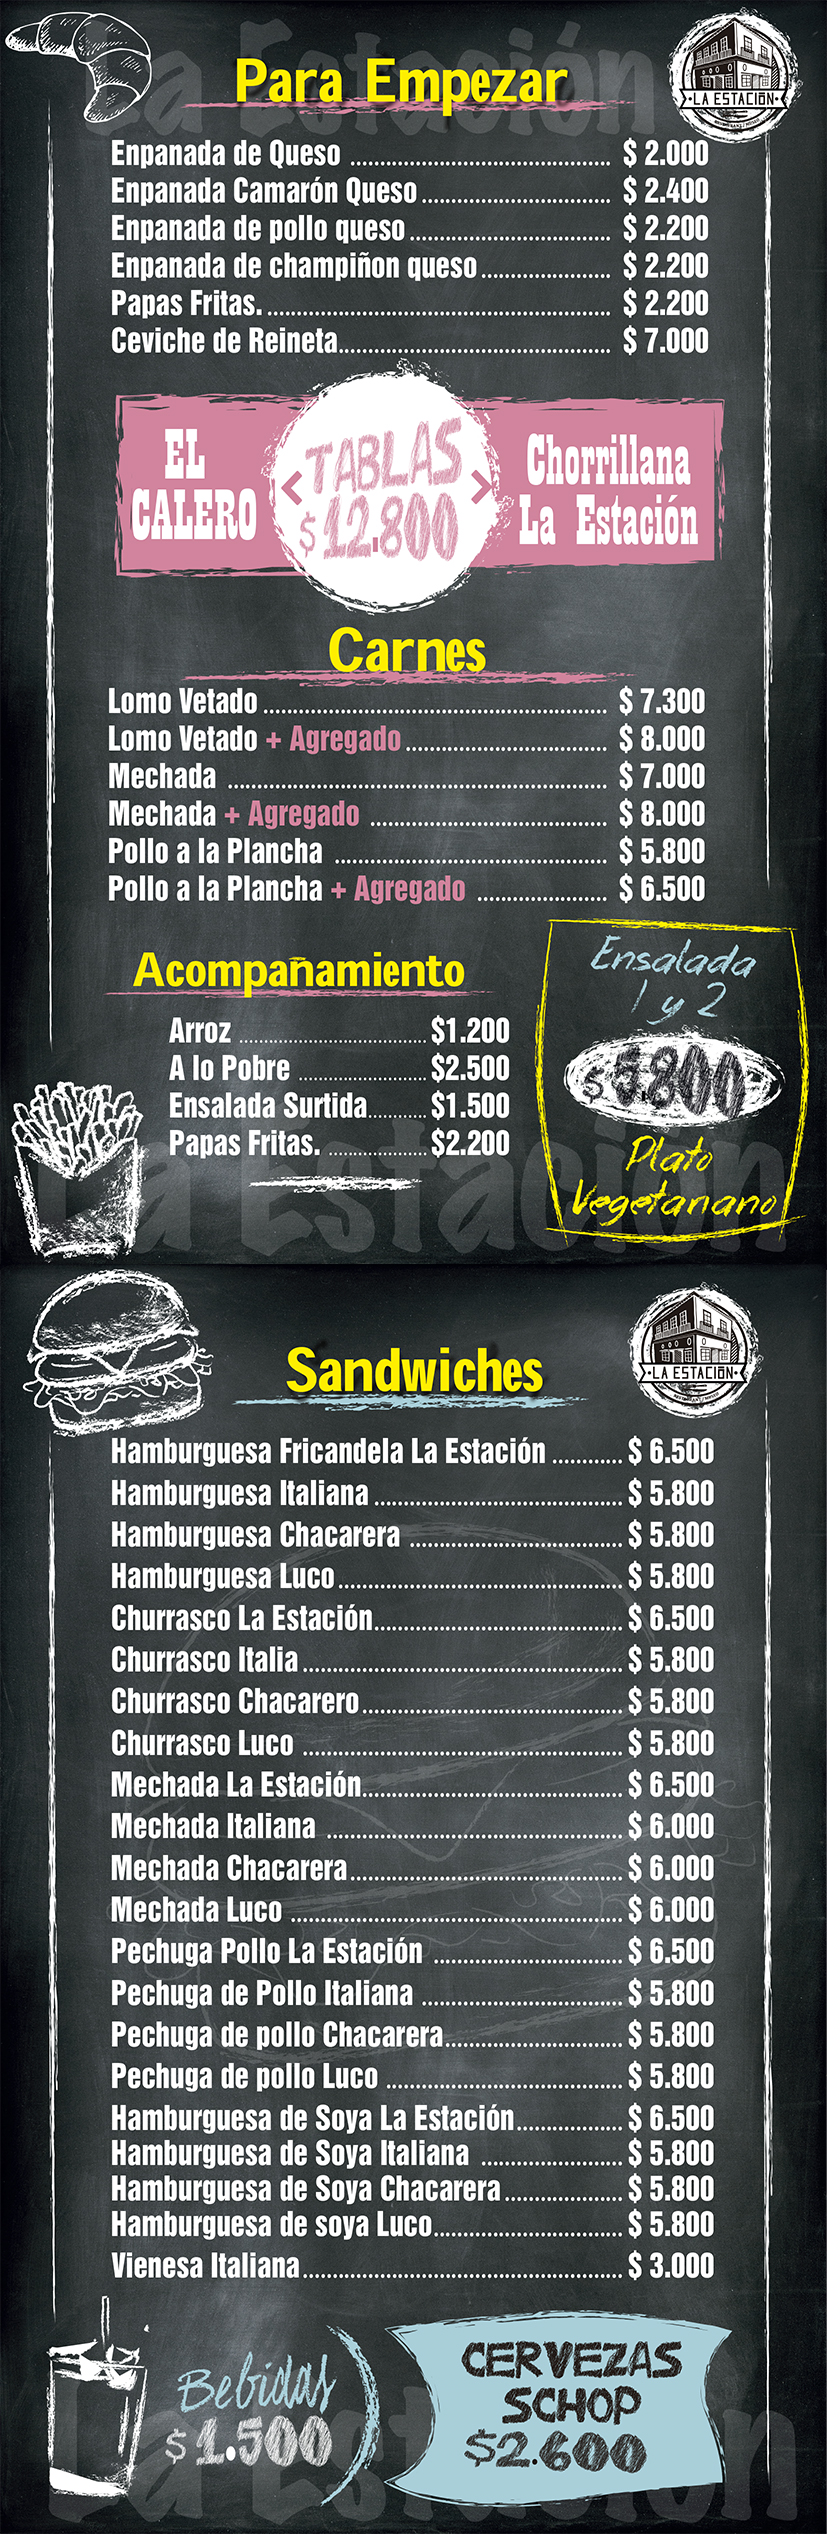 La Estación
Para Empezar
LA ESTACIÓN
Enpanada de Queso ........ $ 2.000
Enpanada Camarón Queso ........ $ 2.400
Enpanada de pollo queso ........ $ 2.200
Enpanada de champiñon queso ........ $ 2.200
Papas Fritas. ........ $ 2.200
Ceviche de Reineta ........ $ 7.000
EL CALERO
< TABLAS >
$ 12.800
Chorrillana
La Estación
Carnes
Lomo Vetado ........ $ 7.300
Lomo Vetado + Agregado ........ $ 8.000
Mechada ........ $ 7.000
Mechada + Agregado ........ $ 8.000
Pollo a la Plancha ........ $ 5.800
Pollo a la Plancha + Agregado ........ $ 6.500
Acompañamiento
Arroz ........ $1.200
A lo Pobre ........ $2.500
Ensalada Surtida ........ $1.500
Papas Fritas. ........ $2.200
Ensalada
1 y 2
$ 5.800-
Plato
Vegetariano
La Estación
Sandwiches
LA ESTACIÓN
Hamburguesa Fricandela La Estación ........ $ 6.500
Hamburguesa Italiana ........ $ 5.800
Hamburguesa Chacarera ........ $ 5.800
Hamburguesa Luco ........ $ 5.800
Churrasco La Estación ........ $ 6.500
Churrasco Italia ........ $ 5.800
Churrasco Chacarero ........ $ 5.800
Churrasco Luco ........ $ 5.800
Mechada La Estación ........ $ 6.500
Mechada Italiana ........ $ 6.000
Mechada Chacarera ........ $ 6.000
Mechada Luco ........ $ 6.000
Pechuga Pollo La Estación ........ $ 6.500
Pechuga de Pollo Italiana ........ $ 5.800
Pechuga de pollo Chacarera ........ $ 5.800
Pechuga de pollo Luco ........ $ 5.800
Hamburguesa de Soya La Estación ........ $ 6.500
Hamburguesa de Soya Italiana ........ $ 5.800
Hamburguesa de Soya Chacarera ........ $ 5.800
Hamburguesa de soya Luco ........ $ 5.800
Vienesa Italiana ........ $ 3.000
Bebidas
$ 1.500
CERVEZAS
SCHOP
$2.600
La Estación